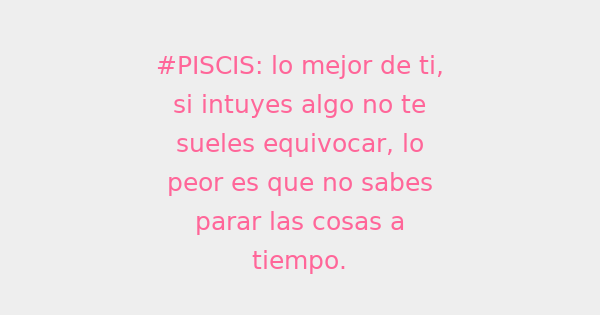 #PISCIS: lo mejor de ti,
si intuyes algo no te
sueles equivocar, lo
peor es que no sabes
parar las cosas a
tiempo.